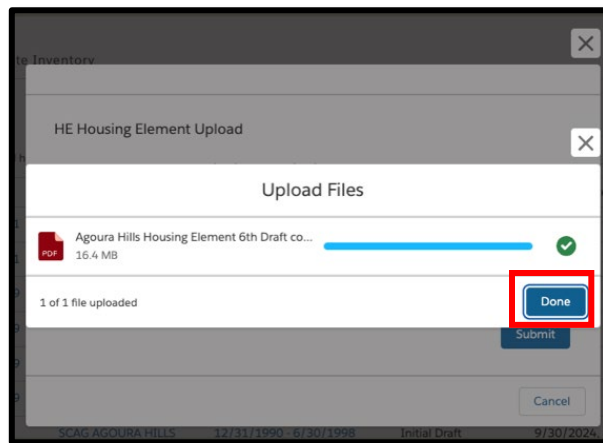 te Inventory
HE Housing Element Upload
Upload Files
PDF
Agoura Hills Housing Element 6th Draft co...
16.4 MB
1 of 1 file uploaded
Done
Submit
Cancel
SCAG AGOURA HILLS 12/31/1990 - 6/30/1998 Initial Draft 9/30/2024,